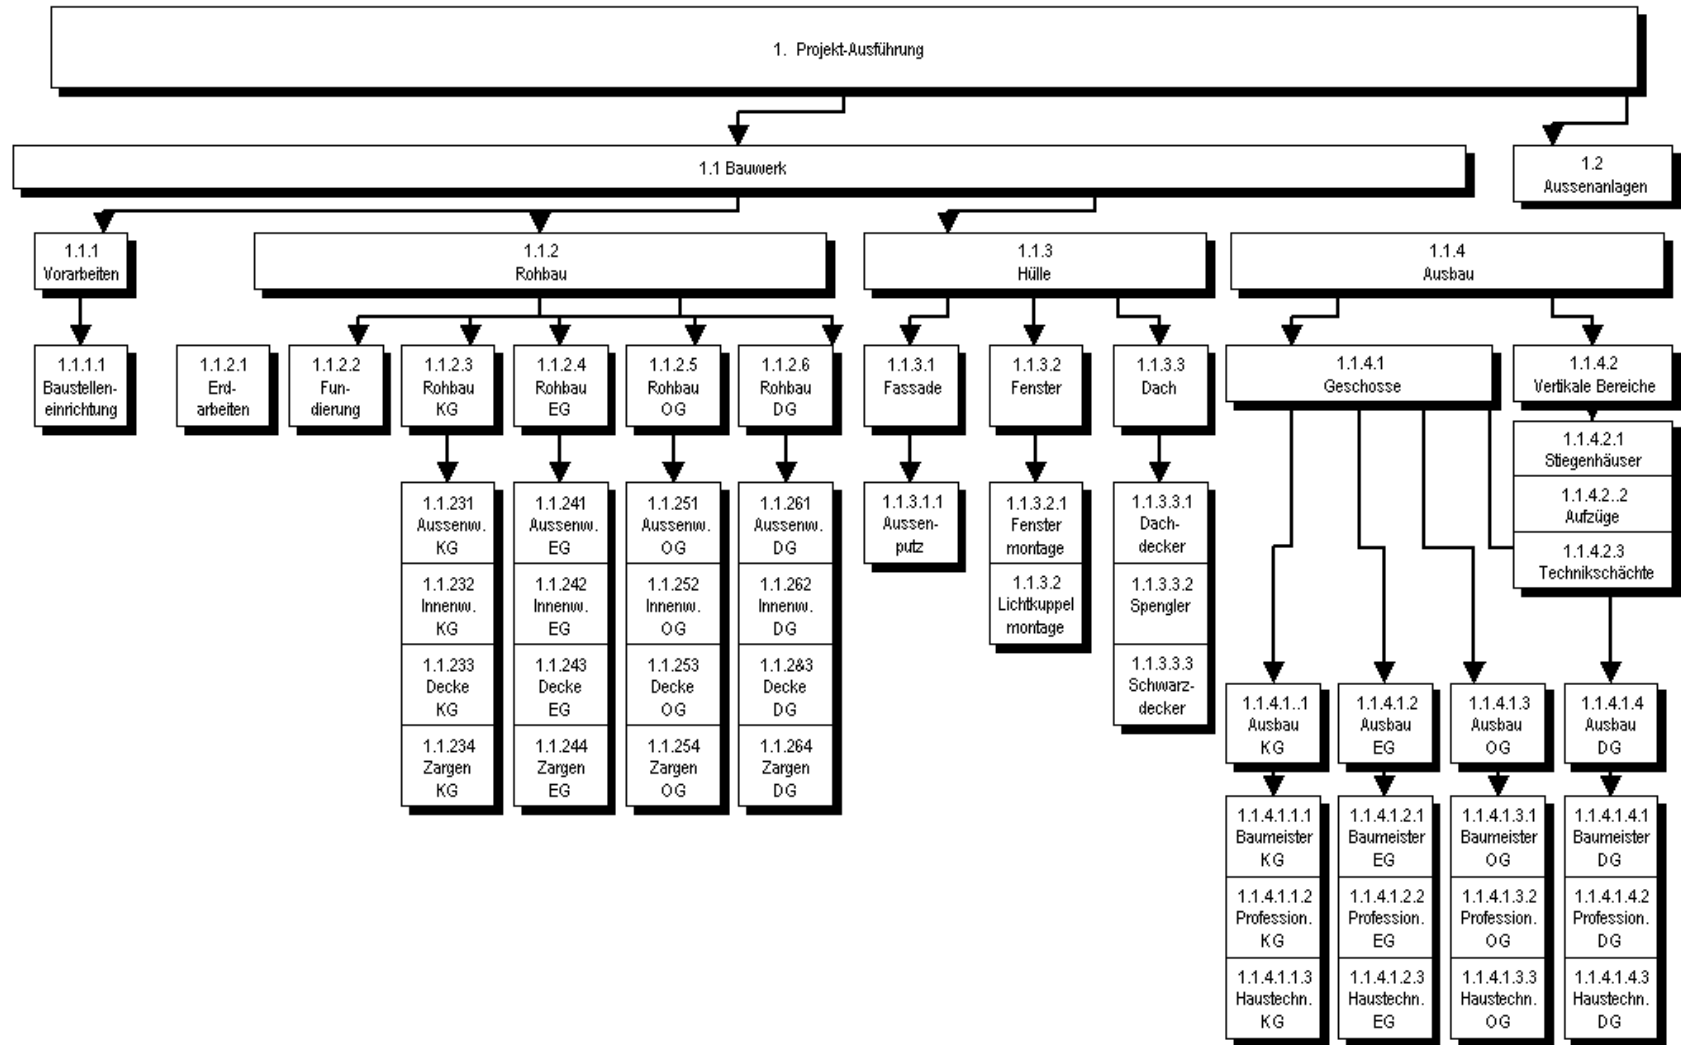 1. Projekt-Ausführung
1.1 Bauwerk
1.2
Aussenanlagen
1.1.1
Vorarbeiten
1.1.2
Rohbau
1.1.3
Hülle
1.1.4
Ausbau
1.1.1.1
Baustellen-
einrichtung
1.1.2.1
Erd-
arbeiten
1.1.2.2
Fun-
dierung
1.1.2.3
Rohbau
KG
1.1.2.4
Rohbau
EG
1.1.2.5
Rohbau
OG
1.1.2.6
Rohbau
DG
1.1.3.1
Fassade
1.1.3.2
Fenster
1.1.3.3
Dach
1.1.4.1
Geschosse
1.1.4.2
Vertikale Bereiche
1.1.4.2.1
Stiegenhäuser
1.1.4.2..2
Aufzüge
1.1.4.2.3
Technikschächte
1.1.231
Aussenw.
KG
1.1.232
Innenw.
KG
1.1.233
Decke
KG
1.1.234
Zargen
KG
1.1.241
Aussenw.
EG
1.1.242
Innenw.
EG
1.1.243
Decke
EG
1.1.244
Zargen
EG
1.1.251
Aussenw.
OG
1.1.252
Innenw.
OG
1.1.253
Decke
OG
1.1.254
Zargen
OG
1.1.261
Aussenw.
DG
1.1.262
Innenw.
DG
1.1.2&3
Decke
DG
1.1.264
Zargen
DG
1.1.3.1.1
Aussen-
putz
1.1.3.2.1
Fenster
montage
1.1.3.2
Lichtkuppel
montage
1.1.3.3.1
Dach-
decker
1.1.3.3.2
Spengler
1.1.3.3.3
Schwarz-
decker
1.1.4.1..1
Ausbau
KG
1.1.4.1.2
Ausbau
EG
1.1.4.1.3
Ausbau
OG
1.1.4.1.4
Ausbau
DG
1.1.4.1.1.1
Baumeister
KG
1.1.4.1.1.2
Profession.
KG
1.1.4.1.1.3
Haustechn.
KG
1.1.4.1.2.1
Baumeister
EG
1.1.4.1.2.2
Profession.
EG
1.1.4.1.2.3
Haustechn.
EG
1.1.4.1.3.1
Baumeister
OG
1.1.4.1.3.2
Profession.
OG
1.1.4.1.3.3
Haustechn.
OG
1.1.4.1.4.1
Baumeister
DG
1.1.4.1.4.2
Profession.
DG
1.1.4.1.4.3
Haustechn.
DG